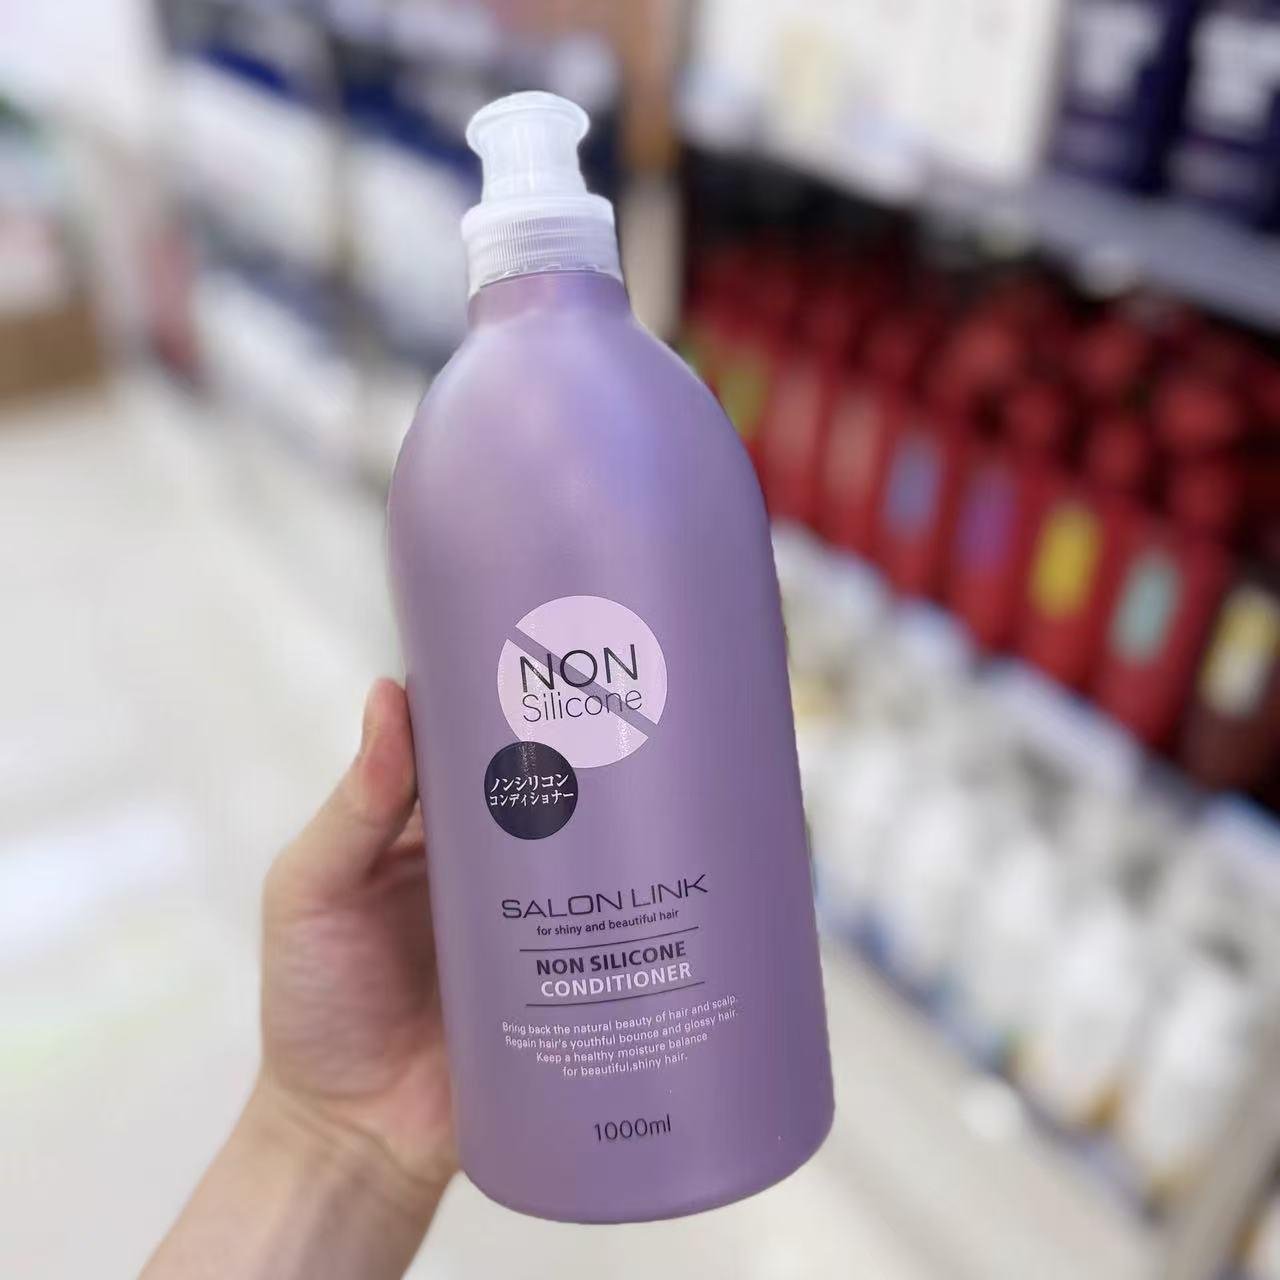 NON
Silicone
ノンシリコン
コンディショナー
SALON LINK
for shiny and beautiful hair
NON SILICONE
CONDITIONER
Bring back the natural beauty of hair and scalp.
Regain hair's youthful bounce and glossy hair.
Keep a healthy moisture balance
for beautiful,shiny hair.
1000ml